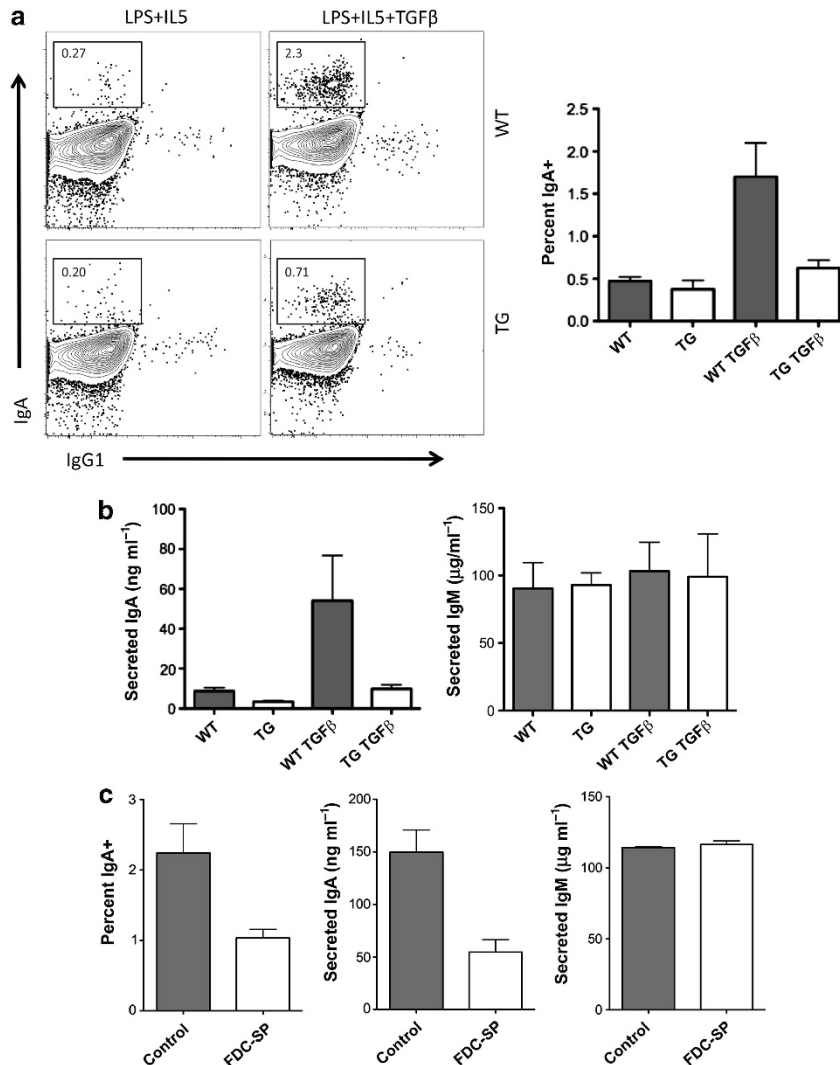 a
LPS+IL5
LPS+IL5+TGFβ
0.27
2.3
WT
0.20
0.71
TG
IgA
IgG1
Percent IgA+
2.5
2.0
1.5
1.0
0.5
0.0
WT
TG
WT TGFβ
TG TGFβ
b
Secreted IgA (ng ml⁻¹)
100
80
60
40
20
0
WT
TG
WT TGFβ
TG TGFβ
Secreted IgM (µg/ml⁻¹)
150
100
50
0
WT
TG
WT TGFβ
TG TGFβ
c
Percent IgA+
3
2
1
0
Control
FDC-SP
Secreted IgA (ng ml⁻¹)
200
150
100
50
0
Control
FDC-SP
Secreted IgM (µg ml⁻¹)
150
100
50
0
Control
FDC-SP